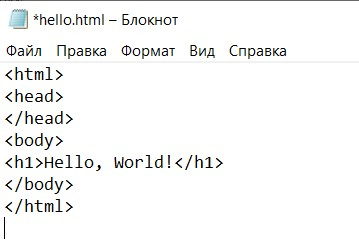 *hello.html – Блокнот
Файл Правка Формат Вид Справка
<html>
<head>
</head>
<body>
<h1>Hello, World!</h1>
</body>
</html>